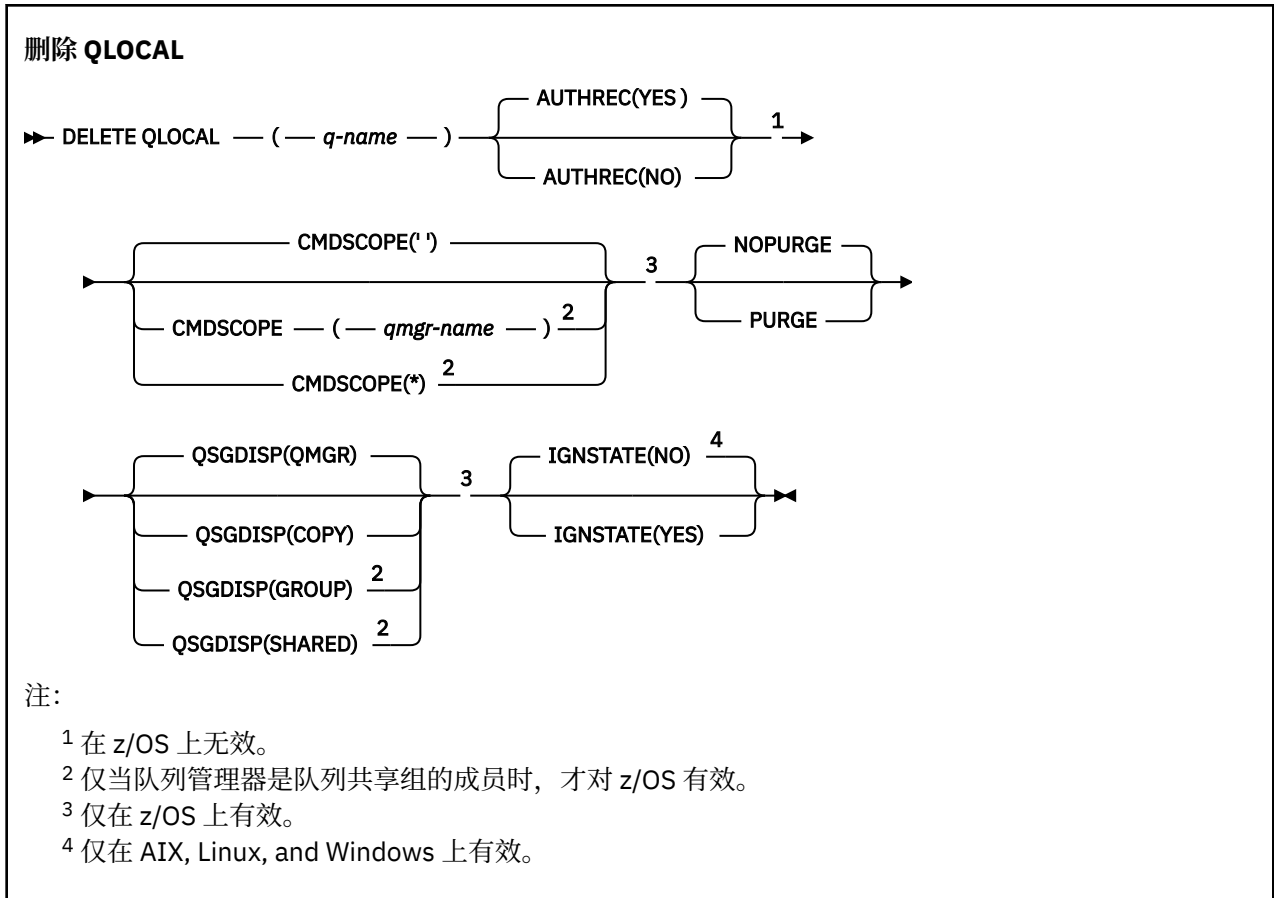 删除 QLOCAL
AUTHREC(YES )
DELETE QLOCAL ( q-name ) 1
AUTHREC(NO)
CMDSCOPE(' ') NOPURGE
3
CMDSCOPE ( qmgr-name ) 2 PURGE
CMDSCOPE(*) 2
QSGDISP(QMGR) IGNSTATE(NO) 4
3
QSGDISP(COPY) IGNSTATE(YES)
QSGDISP(GROUP) 2
QSGDISP(SHARED) 2
注：
1 在 z/OS 上无效。
2 仅当队列管理器是队列共享组的成员时，才对 z/OS 有效。
3 仅在 z/OS 上有效。
4 仅在 AIX, Linux, and Windows 上有效。